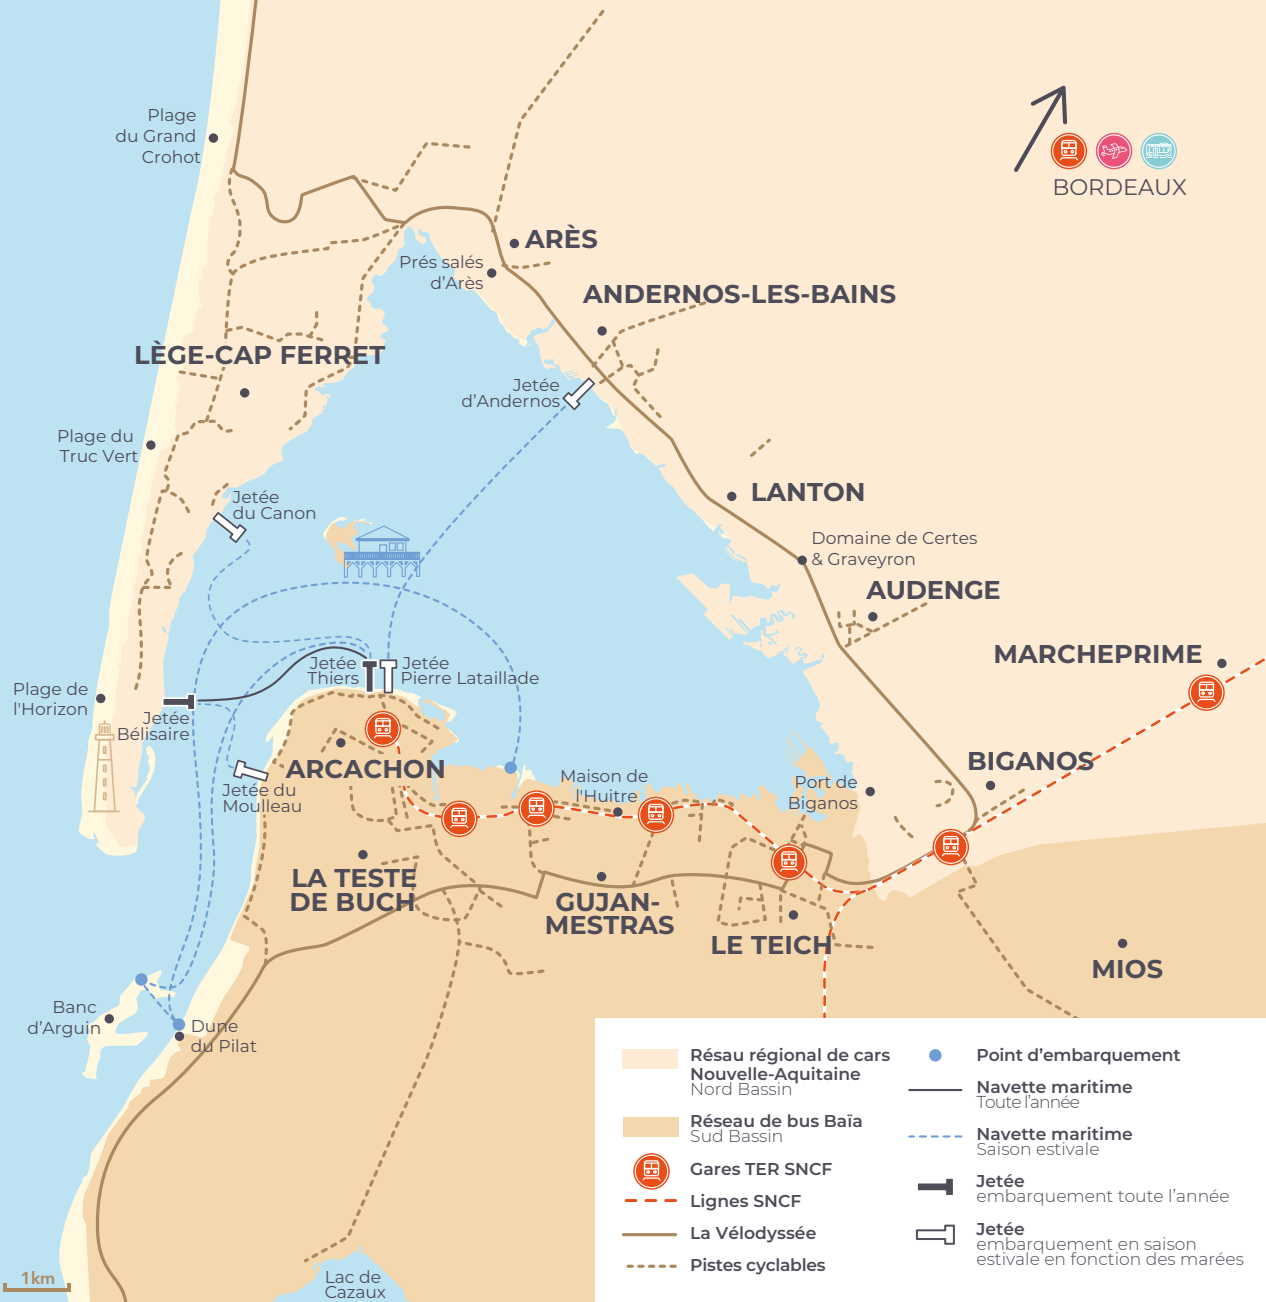 Plage
du Grand
Crohot
BORDEAUX
ARÈS
Prés salés
d'Arès
ANDERNOS-LES-BAINS
LÈGE-CAP FERRET
Jetée
d'Andernos
Plage du
Truc Vert
LANTON
Jetée
du Canon
Domaine de Certes
& Graveyron
AUDENGE
MARCHEPRIME
Jetée
Thiers
Jetée
Pierre Lataillade
Plage de
l'Horizon
Jetée
Bélisaire
ARCACHON
BIGANOS
Jetée du
Moulleau
Maison de
l'Huitre
Port de
Biganos
LA TESTE
DE BUCH
GUJAN-
MESTRAS
LE TEICH
MIOS
Banc
d'Arguin
Dune
du Pilat
Lac de
Cazaux
1km
Résau régional de cars
Nouvelle-Aquitaine
Nord Bassin
Réseau de bus Baïa
Sud Bassin
Gares TER SNCF
Lignes SNCF
La Vélodyssée
Pistes cyclables
Point d'embarquement
Navette maritime
Toute l'année
Navette maritime
Saison estivale
Jetée
embarquement toute l'année
Jetée
embarquement en saison
estivale en fonction des marées